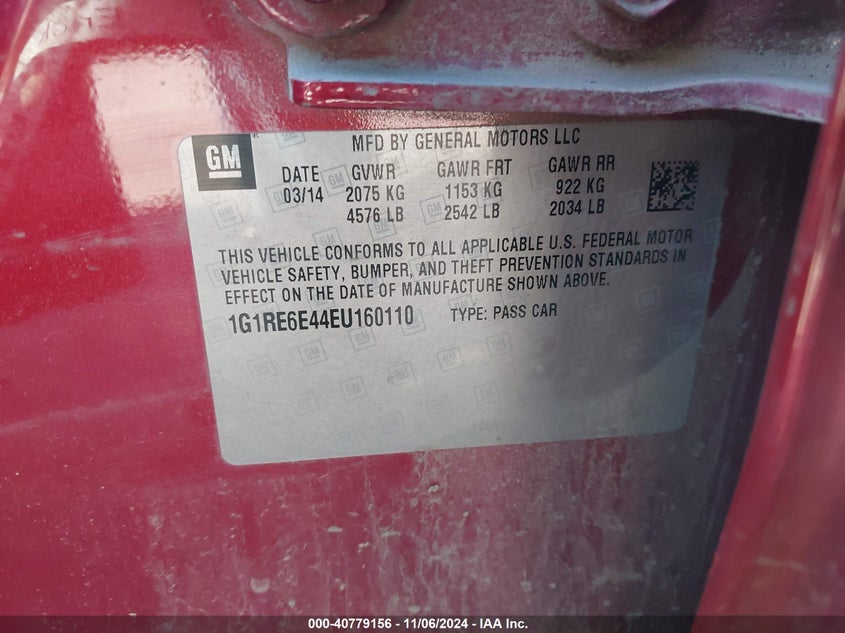 GM
MFD BY GENERAL MOTORS LLC
DATE GVWR GAWR FRT GAWR RR
03/14 2075 KG 1153 KG 922 KG
4576 LB 2542 LB 2034 LB
THIS VEHICLE CONFORMS TO ALL APPLICABLE U.S. FEDERAL MOTOR
VEHICLE SAFETY, BUMPER, AND THEFT PREVENTION STANDARDS IN
EFFECT ON THE DATE OF MANUFACTURE SHOWN ABOVE.
1G1RE6E44EU160110 TYPE: PASS CAR
000-40779156 - 11/06/2024 - IAA Inc.